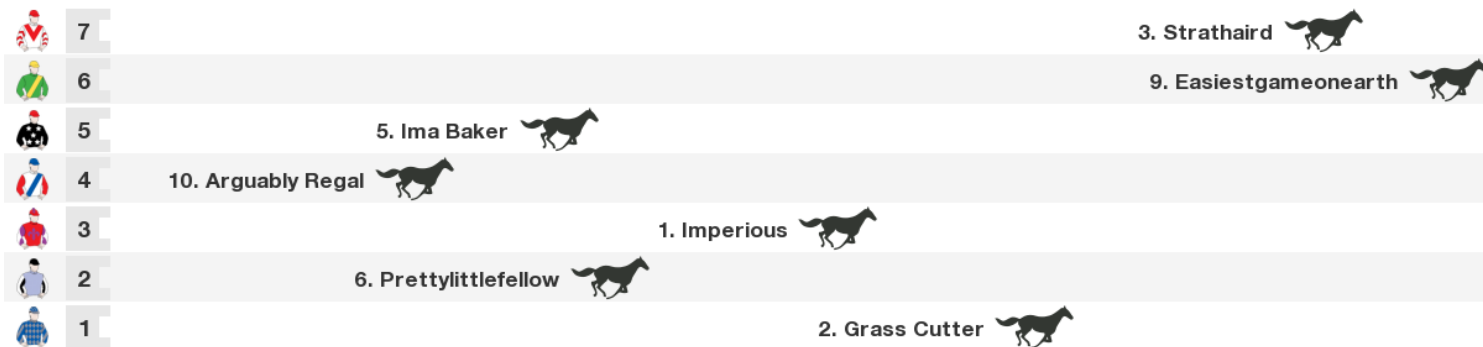 7 3. Strathaird
6 9. Easiestgameonearth
5 5. Ima Baker
4 10. Arguably Regal
3 1. Imperious
2 6. Prettylittlefellow
1 2. Grass Cutter